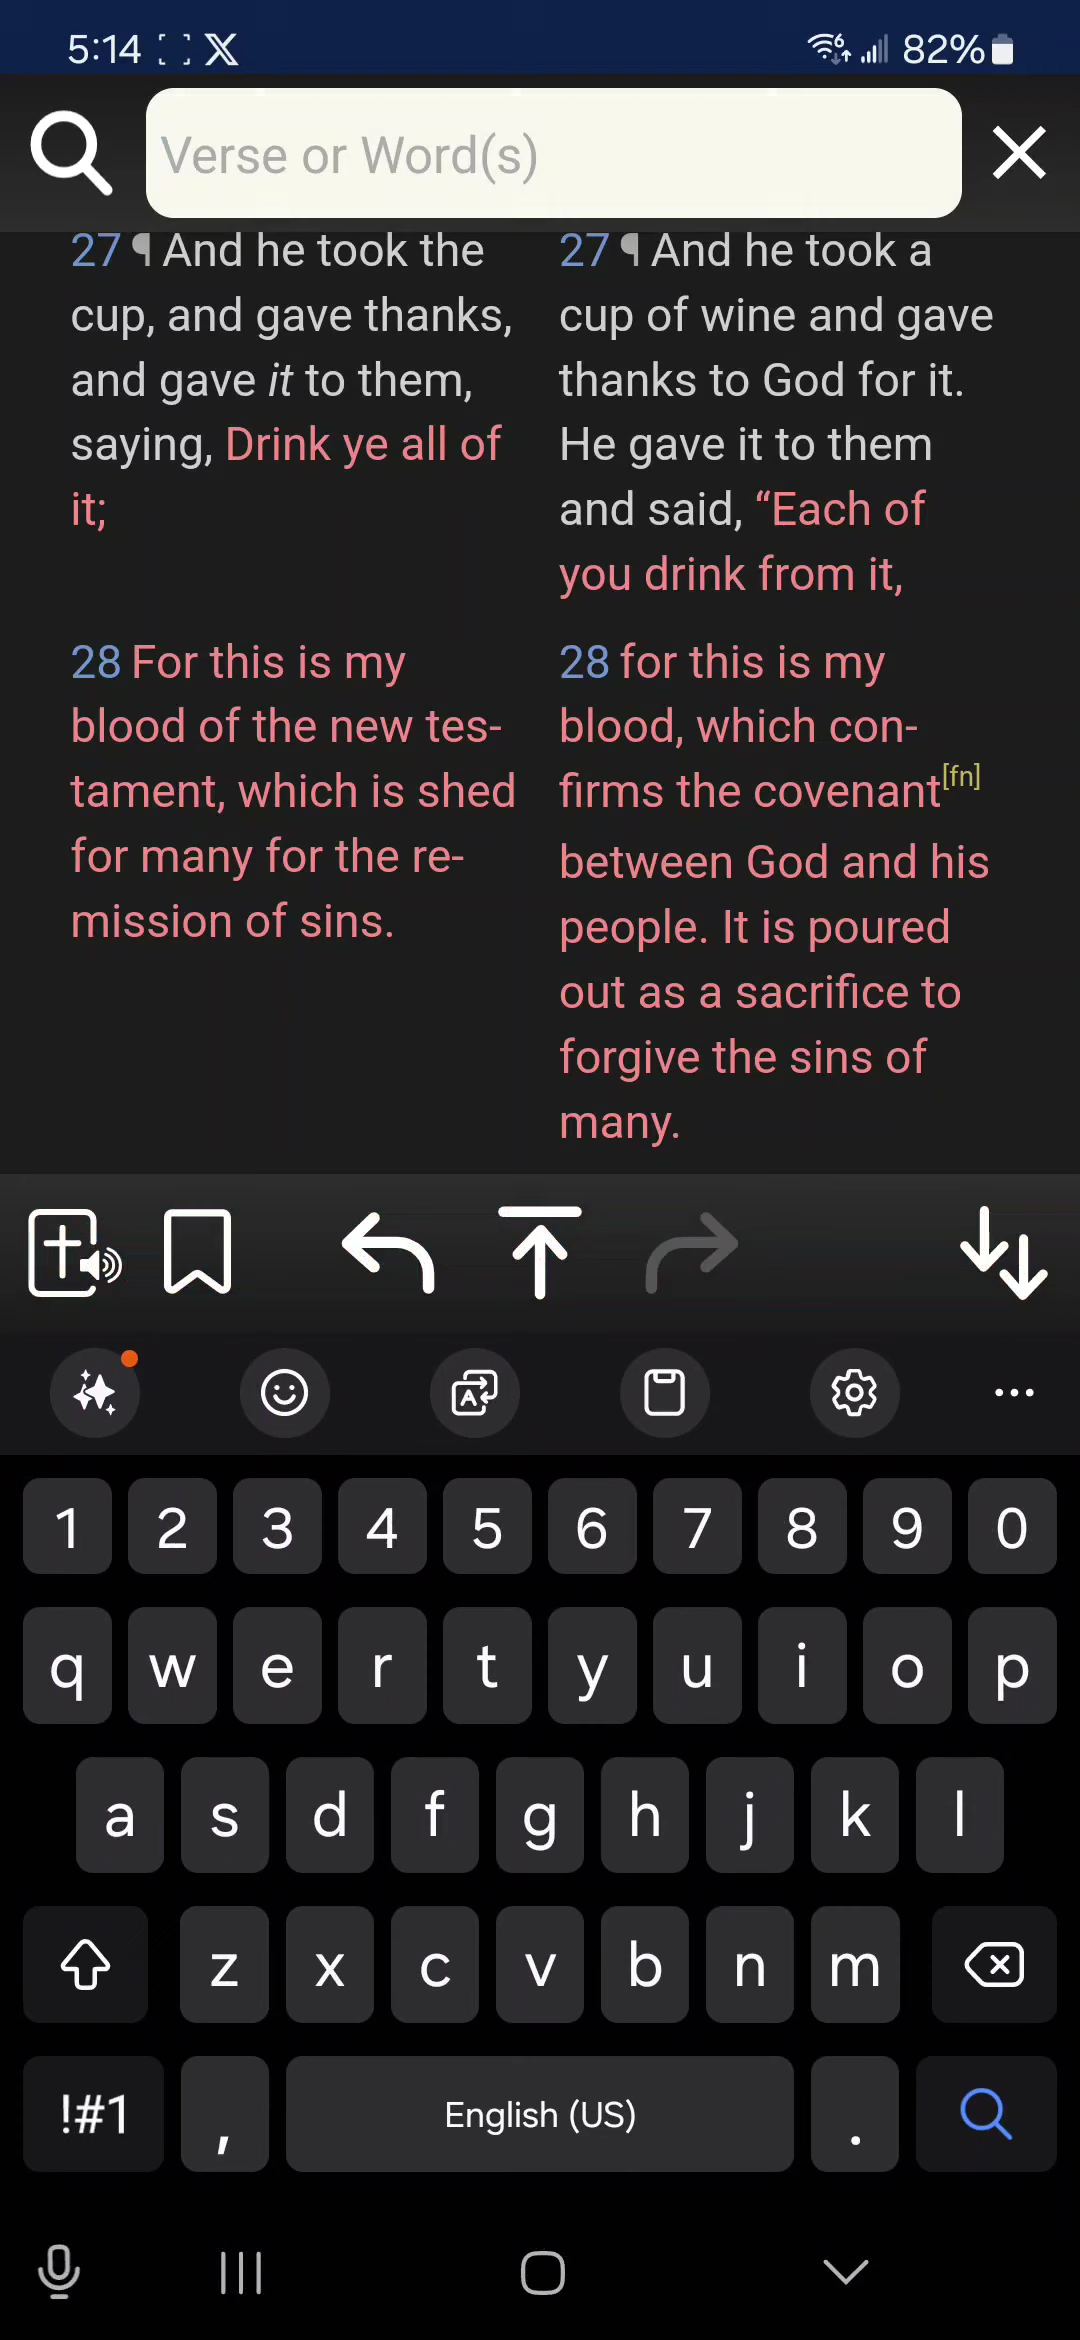 5:14
82%
Verse or Word(s)
27 ¶ And he took the
cup, and gave thanks,
and gave it to them,
saying, Drink ye all of
it;
28 For this is my
blood of the new tes-
tament, which is shed
for many for the re-
mission of sins.
27 ¶ And he took a
cup of wine and gave
thanks to God for it.
He gave it to them
and said, “Each of
you drink from it,
28 for this is my
blood, which con-
firms the covenant[fn]
between God and his
people. It is poured
out as a sacrifice to
forgive the sins of
many.
1 2 3 4 5 6 7 8 9 0
q w e r t y u i o p
a s d f g h j k l
z x c v b n m
!#1 , English (US) .